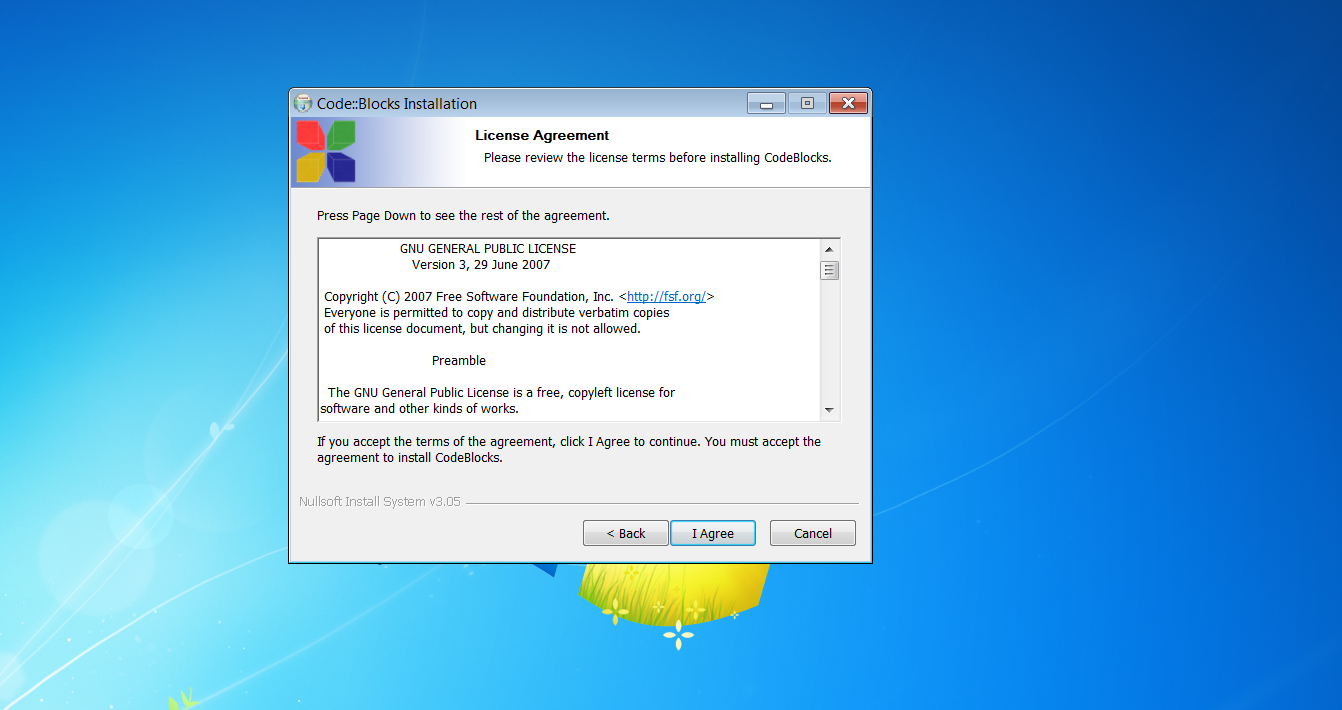 Code::Blocks Installation
License Agreement
Please review the license terms before installing CodeBlocks.
Press Page Down to see the rest of the agreement.
GNU GENERAL PUBLIC LICENSE
Version 3, 29 June 2007
Copyright (C) 2007 Free Software Foundation, Inc. <http://fsf.org/>
Everyone is permitted to copy and distribute verbatim copies
of this license document, but changing it is not allowed.
Preamble
The GNU General Public License is a free, copyleft license for
software and other kinds of works.
If you accept the terms of the agreement, click I Agree to continue. You must accept the
agreement to install CodeBlocks.
Nullsoft Install System v3.05
< Back
I Agree
Cancel